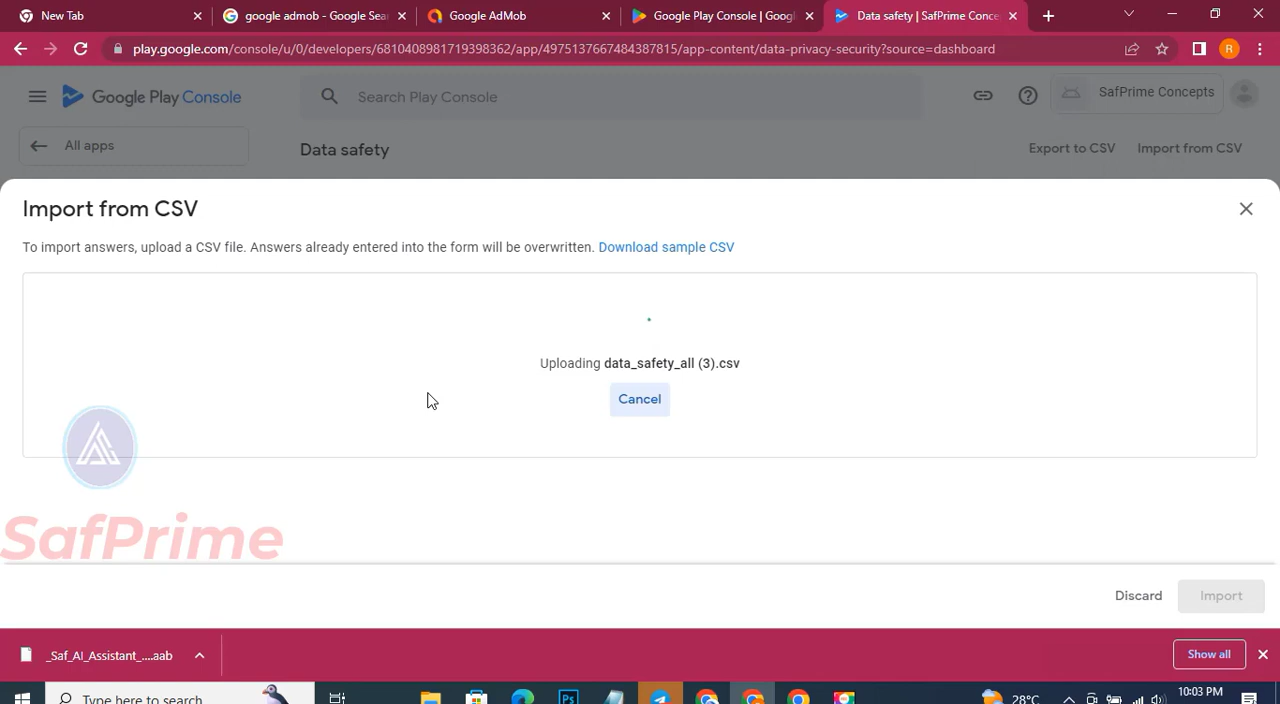 New Tab
google admob - Google Sea
Google AdMob
Google Play Console | Googl
Data safety | SafPrime Conce
play.google.com/console/u/0/developers/6810408981719398362/app/4975137667484387815/app-content/data-privacy-security?source=dashboard
R
Google Play Console
Search Play Console
SafPrime Concepts
All apps
Data safety
Export to CSV
Import from CSV
Import from CSV
To import answers, upload a CSV file. Answers already entered into the form will be overwritten. Download sample CSV
Uploading data_safety_all (3).csv
Cancel
SafPrime
Discard
Import
_Saf_AI_Assistant_....aab
Show all
Type here to search
Ps
28°C
10:03 PM